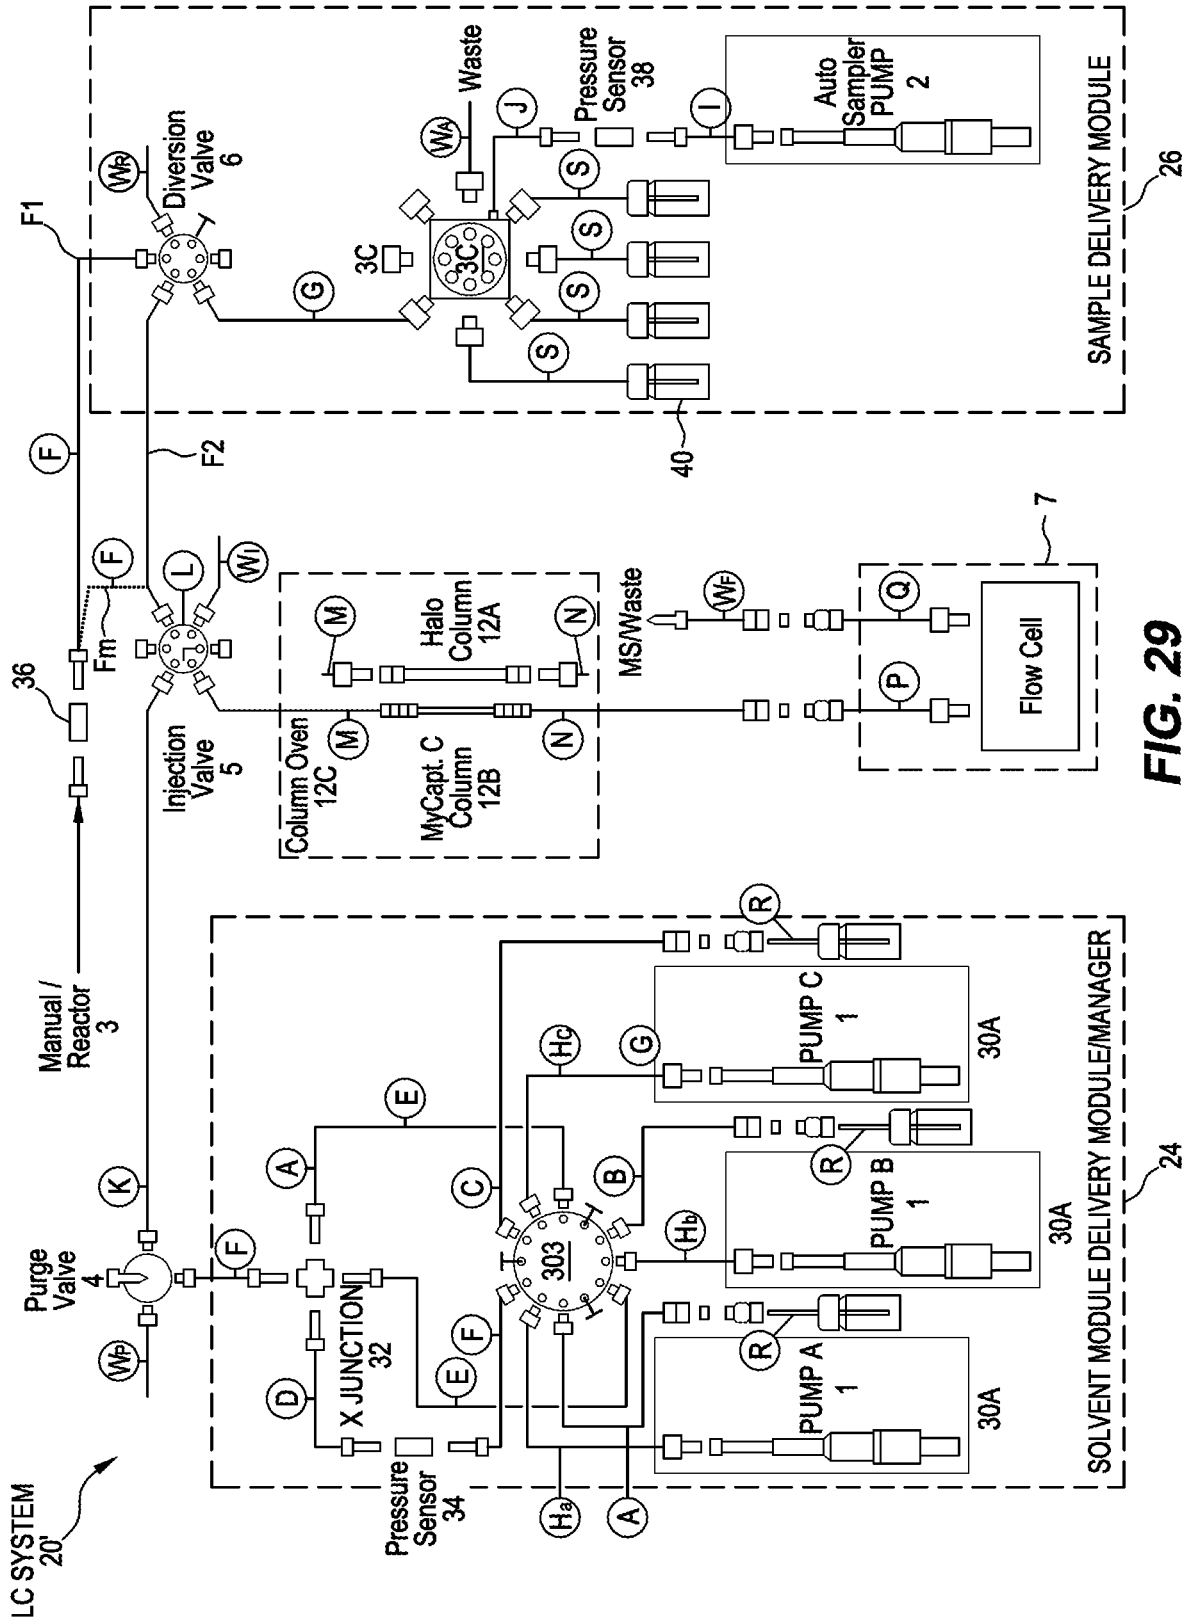 LC SYSTEM
20'
WP
Purge
Valve
4
K
Manual /
Reactor
3
36
Fm
F
F
F1
F2
Injection
Valve
5
L
WI
WR
Diversion
Valve
6
F
D
X JUNCTION
32
A
E
E
F
C
Pressure
Sensor
34
Ha
A
303
Hb
B
Hc
G
PUMP A
1
30A
R
PUMP B
1
30A
R
PUMP C
1
30A
R
SOLVENT MODULE DELIVERY MODULE/MANAGER
24
Column Oven
12C
M
MyCapt. C
Column
12B
N
M
Halo
Column
12A
N
MS/Waste
WF
P
Q
Flow Cell
7
G
3C
3C
WA
Waste
J
S
S
S
S
40
Pressure
Sensor
38
I
Auto
Sampler
PUMP
2
SAMPLE DELIVERY MODULE
26
FIG. 29